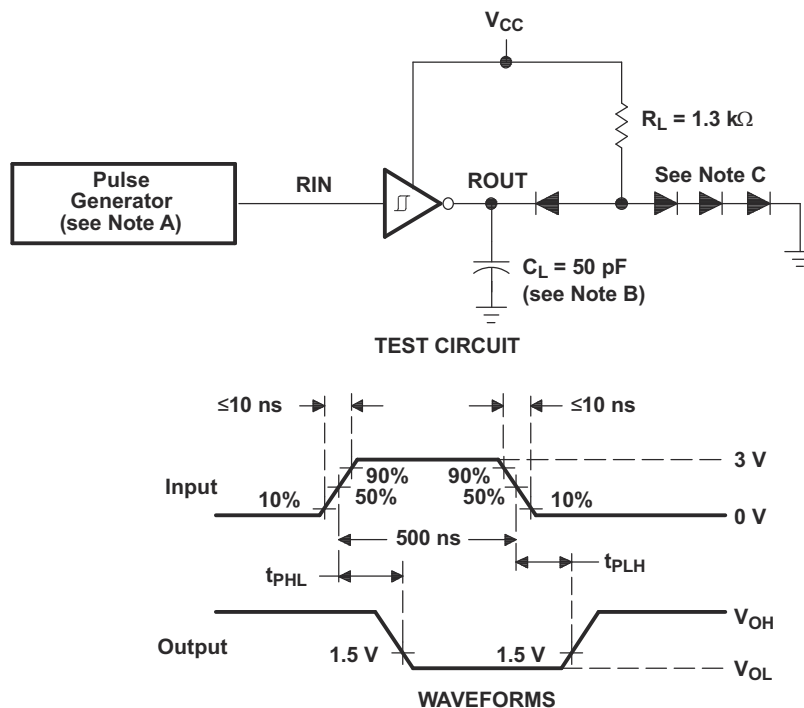 VCC
RL = 1.3 kΩ
Pulse
Generator
(see Note A)
RIN
ROUT
See Note C
CL = 50 pF
(see Note B)
TEST CIRCUIT
≤10 ns
≤10 ns
3 V
90%
90%
Input
10%
50%
50%
10%
0 V
500 ns
tPHL
tPLH
VOH
Output
1.5 V
1.5 V
VOL
WAVEFORMS